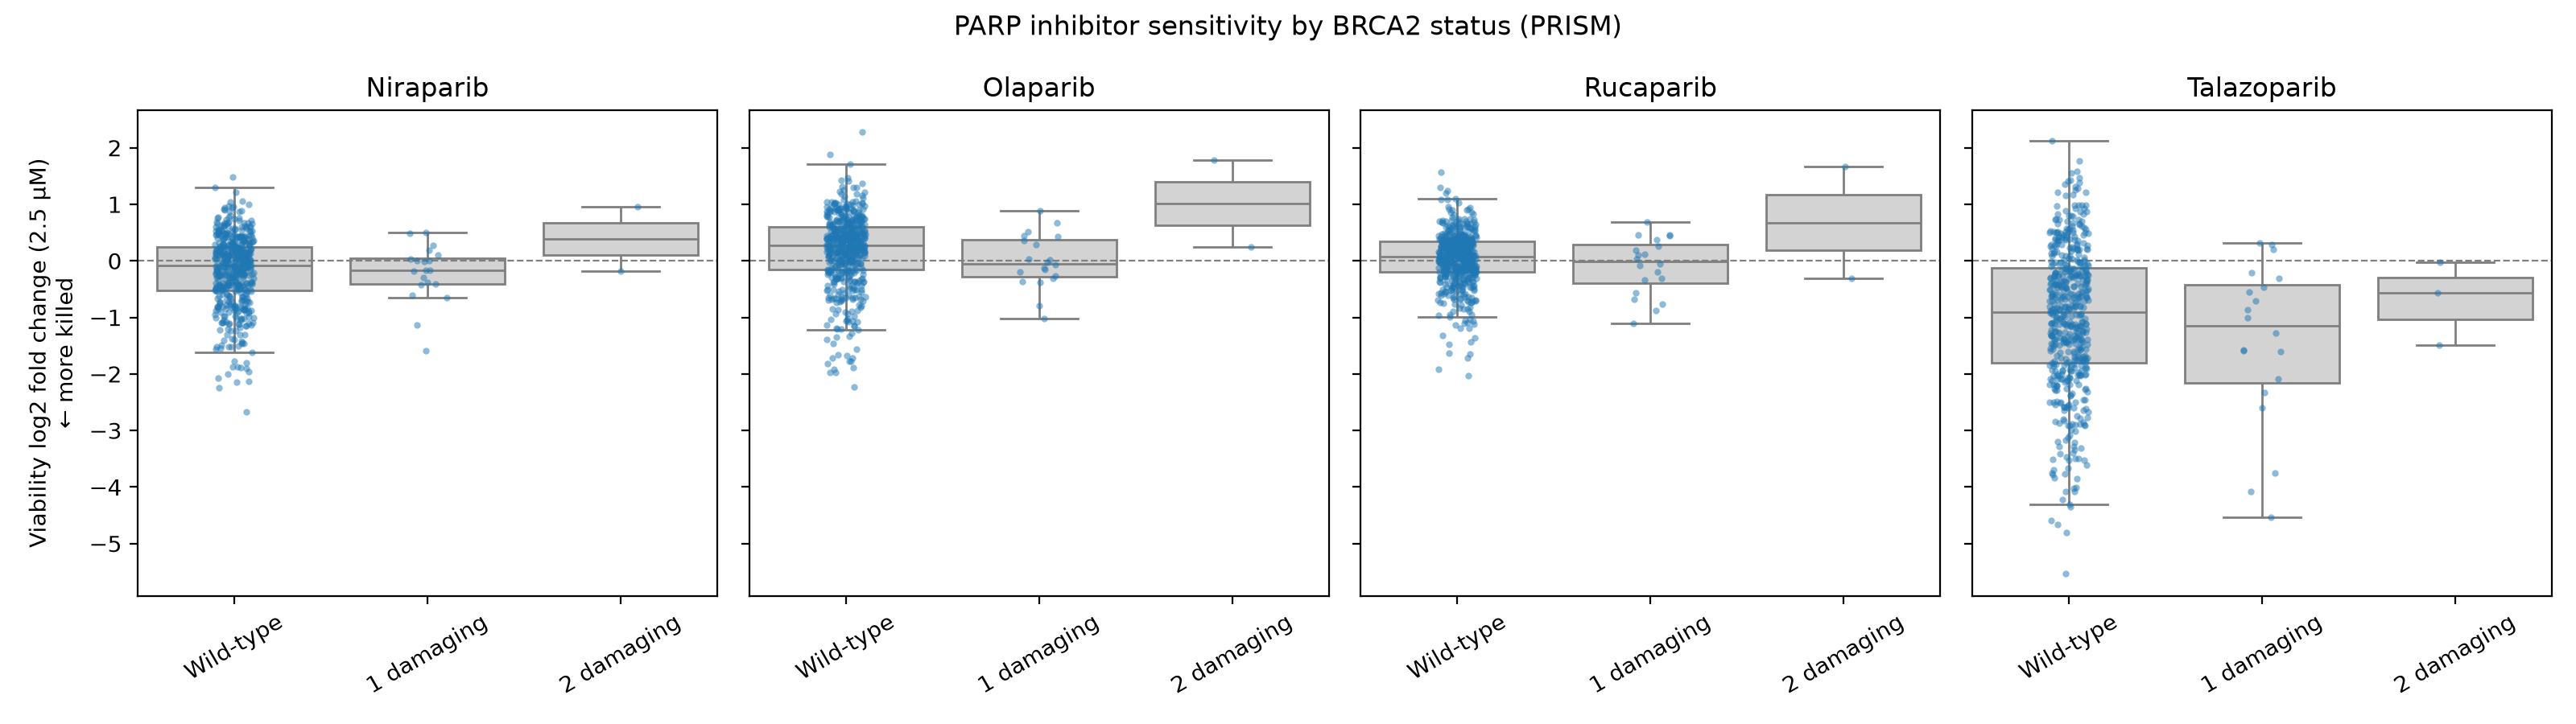 PARP inhibitor sensitivity by BRCA2 status (PRISM)
Niraparib
Olaparib
Rucaparib
Talazoparib
Viability log2 fold change (2.5 µM)
← more killed
2
1
0
−1
−2
−3
−4
−5
Wild-type
1 damaging
2 damaging
Wild-type
1 damaging
2 damaging
Wild-type
1 damaging
2 damaging
Wild-type
1 damaging
2 damaging